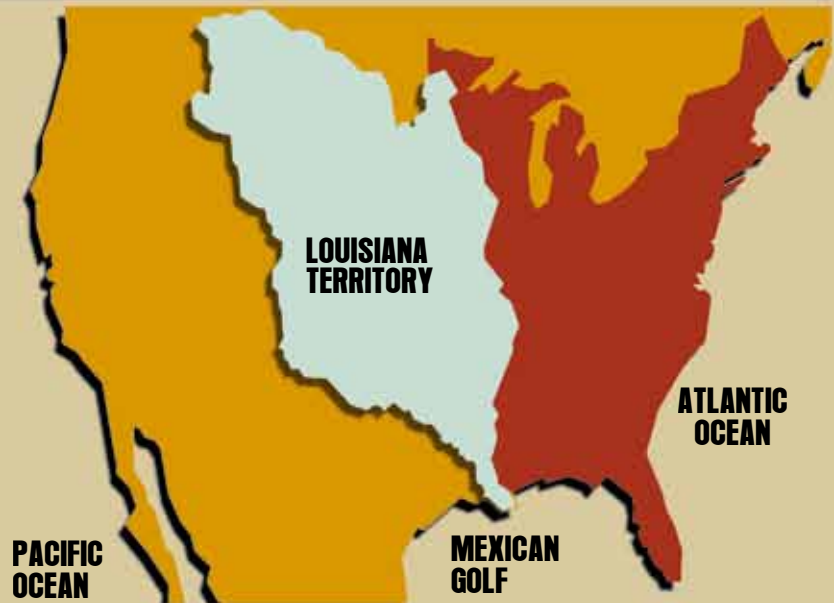 LOUISIANA
TERRITORY
ATLANTIC
OCEAN
PACIFIC
OCEAN
MEXICAN
GOLF